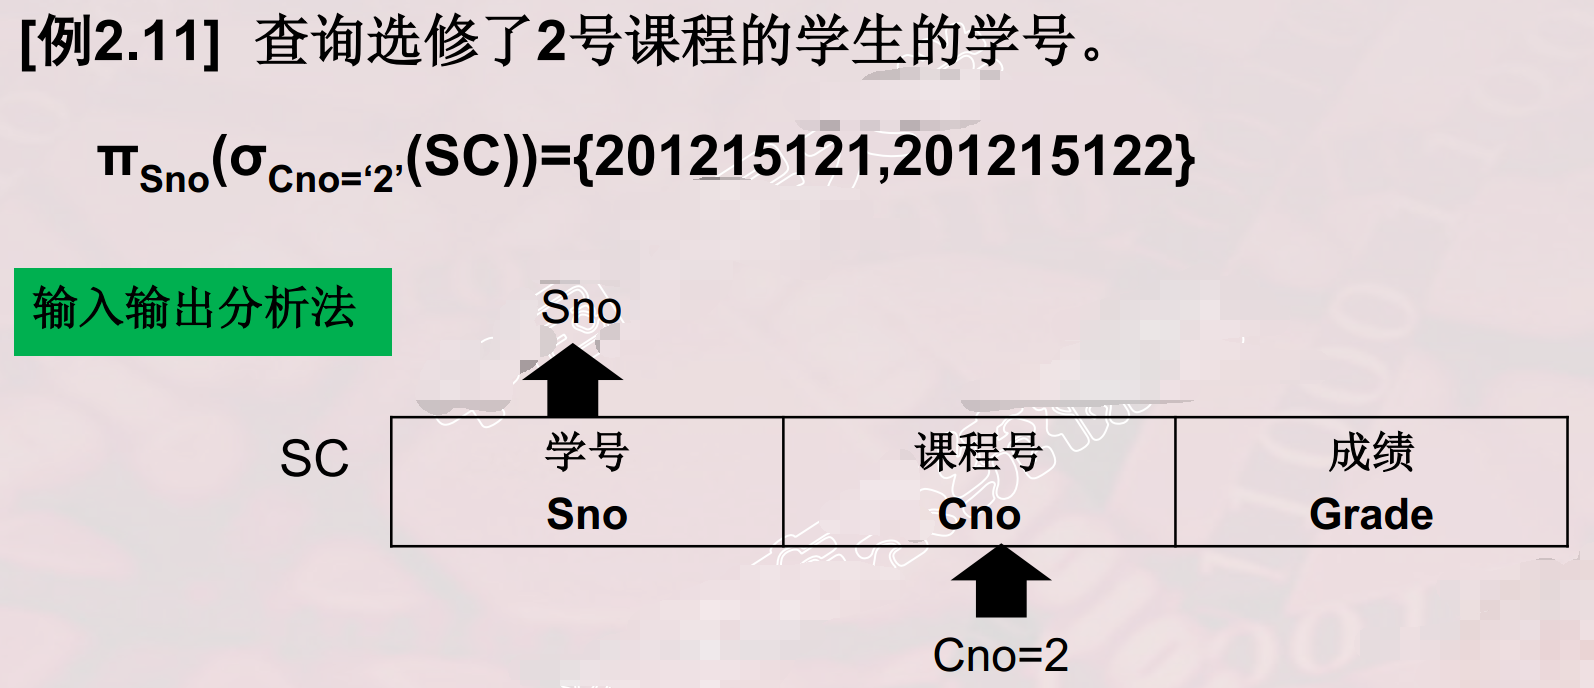 [例2.11] 查询选修了2号课程的学生的学号。
πSno(σCno=‘2’(SC))={201215121,201215122}
输入输出分析法
Sno
SC 学号 课程号 成绩
Sno Cno Grade
Cno=2